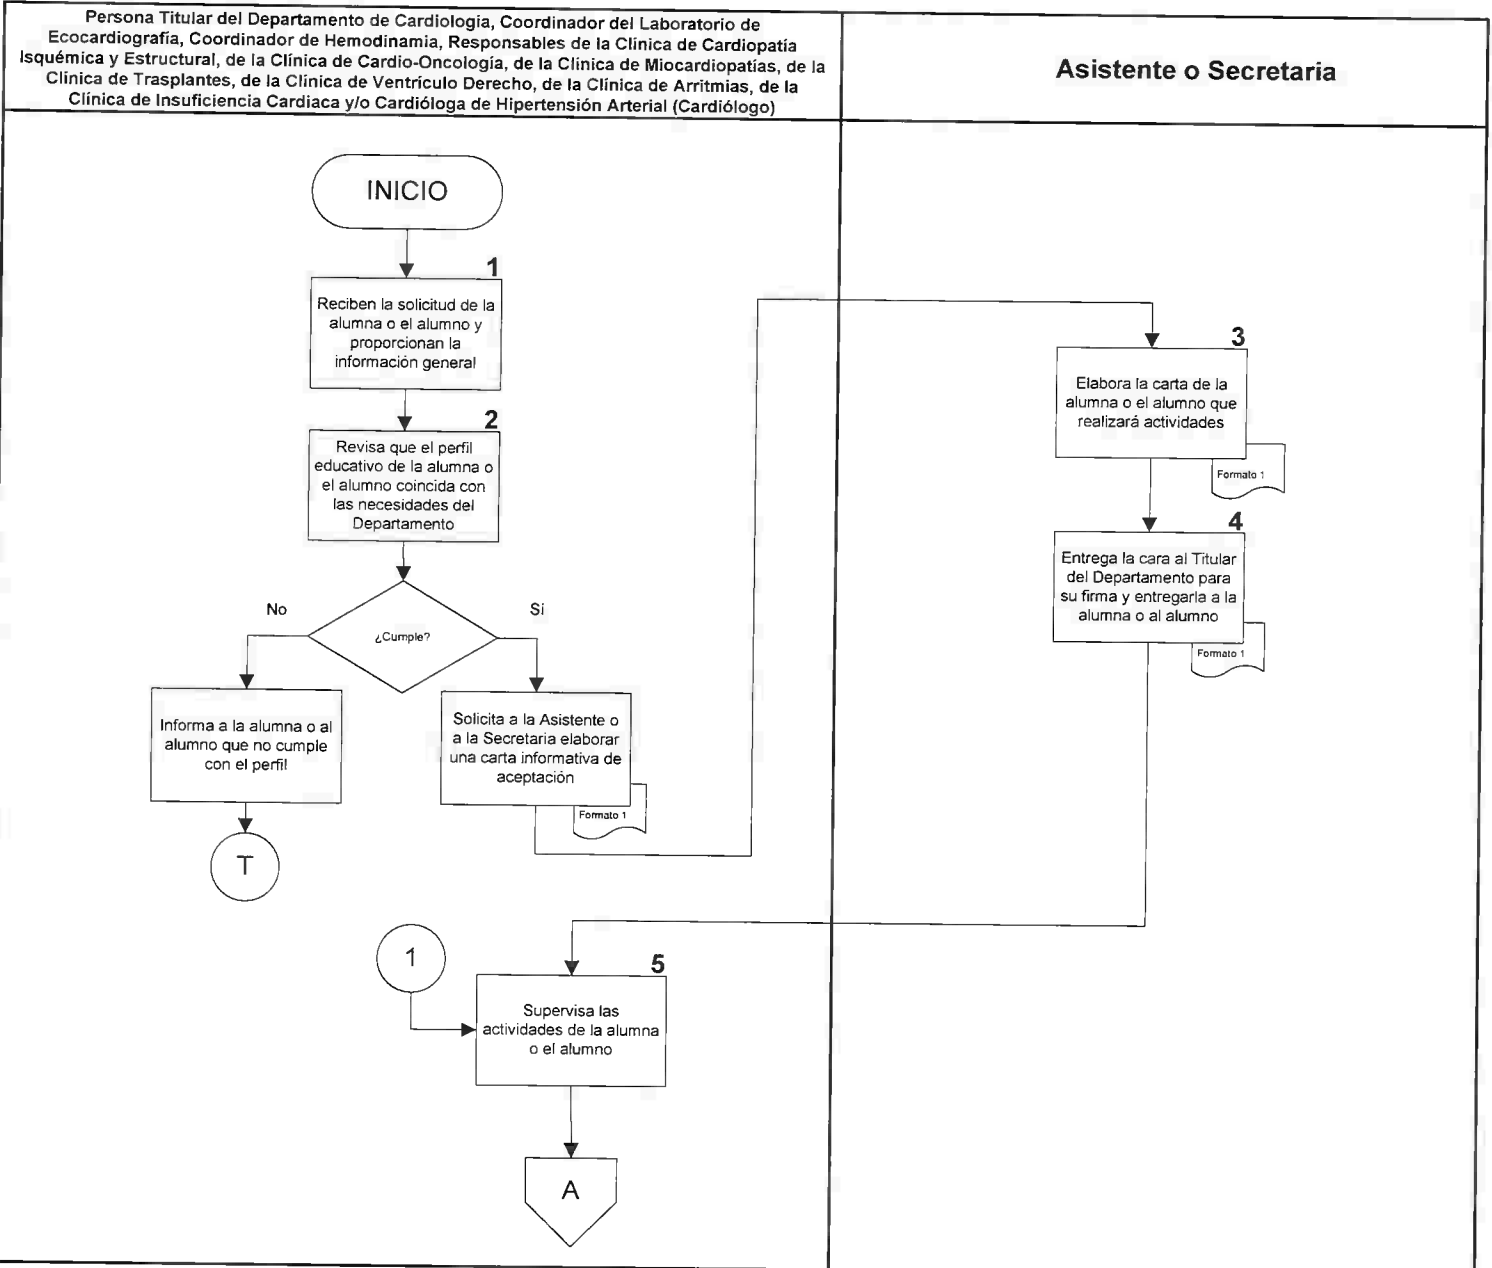 Persona Titular del Departamento de Cardiología, Coordinador del Laboratorio de
Ecocardiografía, Coordinador de Hemodinamia, Responsables de la Clínica de Cardiopatía
Isquémica y Estructural, de la Clínica de Cardio-Oncología, de la Clínica de Miocardiopatías, de la
Clínica de Trasplantes, de la Clínica de Ventrículo Derecho, de la Clínica de Arritmias, de la
Clínica de Insuficiencia Cardiaca y/o Cardióloga de Hipertensión Arterial (Cardiólogo)
Asistente o Secretaria
INICIO
1
Reciben la solicitud de la
alumna o el alumno y
proporcionan la
información general
2
Revisa que el perfil
educativo de la alumna o
el alumno coincida con
las necesidades del
Departamento
¿Cumple?
No
Sí
Informa a la alumna o al
alumno que no cumple
con el perfil
T
Solicita a la Asistente o
a la Secretaria elaborar
una carta informativa de
aceptación
Formato 1
3
Elabora la carta de la
alumna o el alumno que
realizará actividades
Formato 1
4
Entrega la cara al Titular
del Departamento para
su firma y entregarla a la
alumna o al alumno
Formato 1
1
5
Supervisa las
actividades de la alumna
o el alumno
A